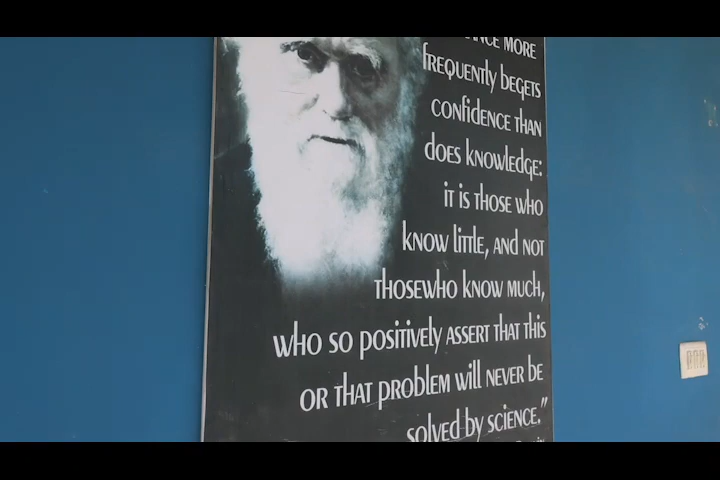 MORE
fREQUENTLY bEGETS
CONfidENCE THAN
dOES kNOWLEdGE:
iT iS THOSE WHO
kNOW LiTTLE, ANd NOT
THOSEWHO kNOW MUCH,
WHO SO pOSiTiVELY ASSERT THAT THiS
OR THAT pROblEM will NEVER bE
SOLVEd bY SCiENCE."